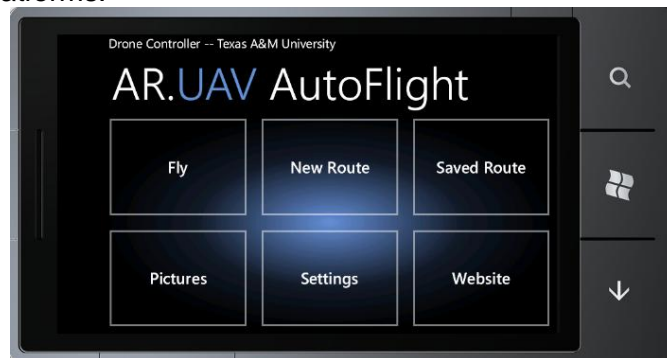 Drone Controller -- Texas A&M University
AR.UAV AutoFlight
Fly New Route Saved Route
Pictures Settings Website